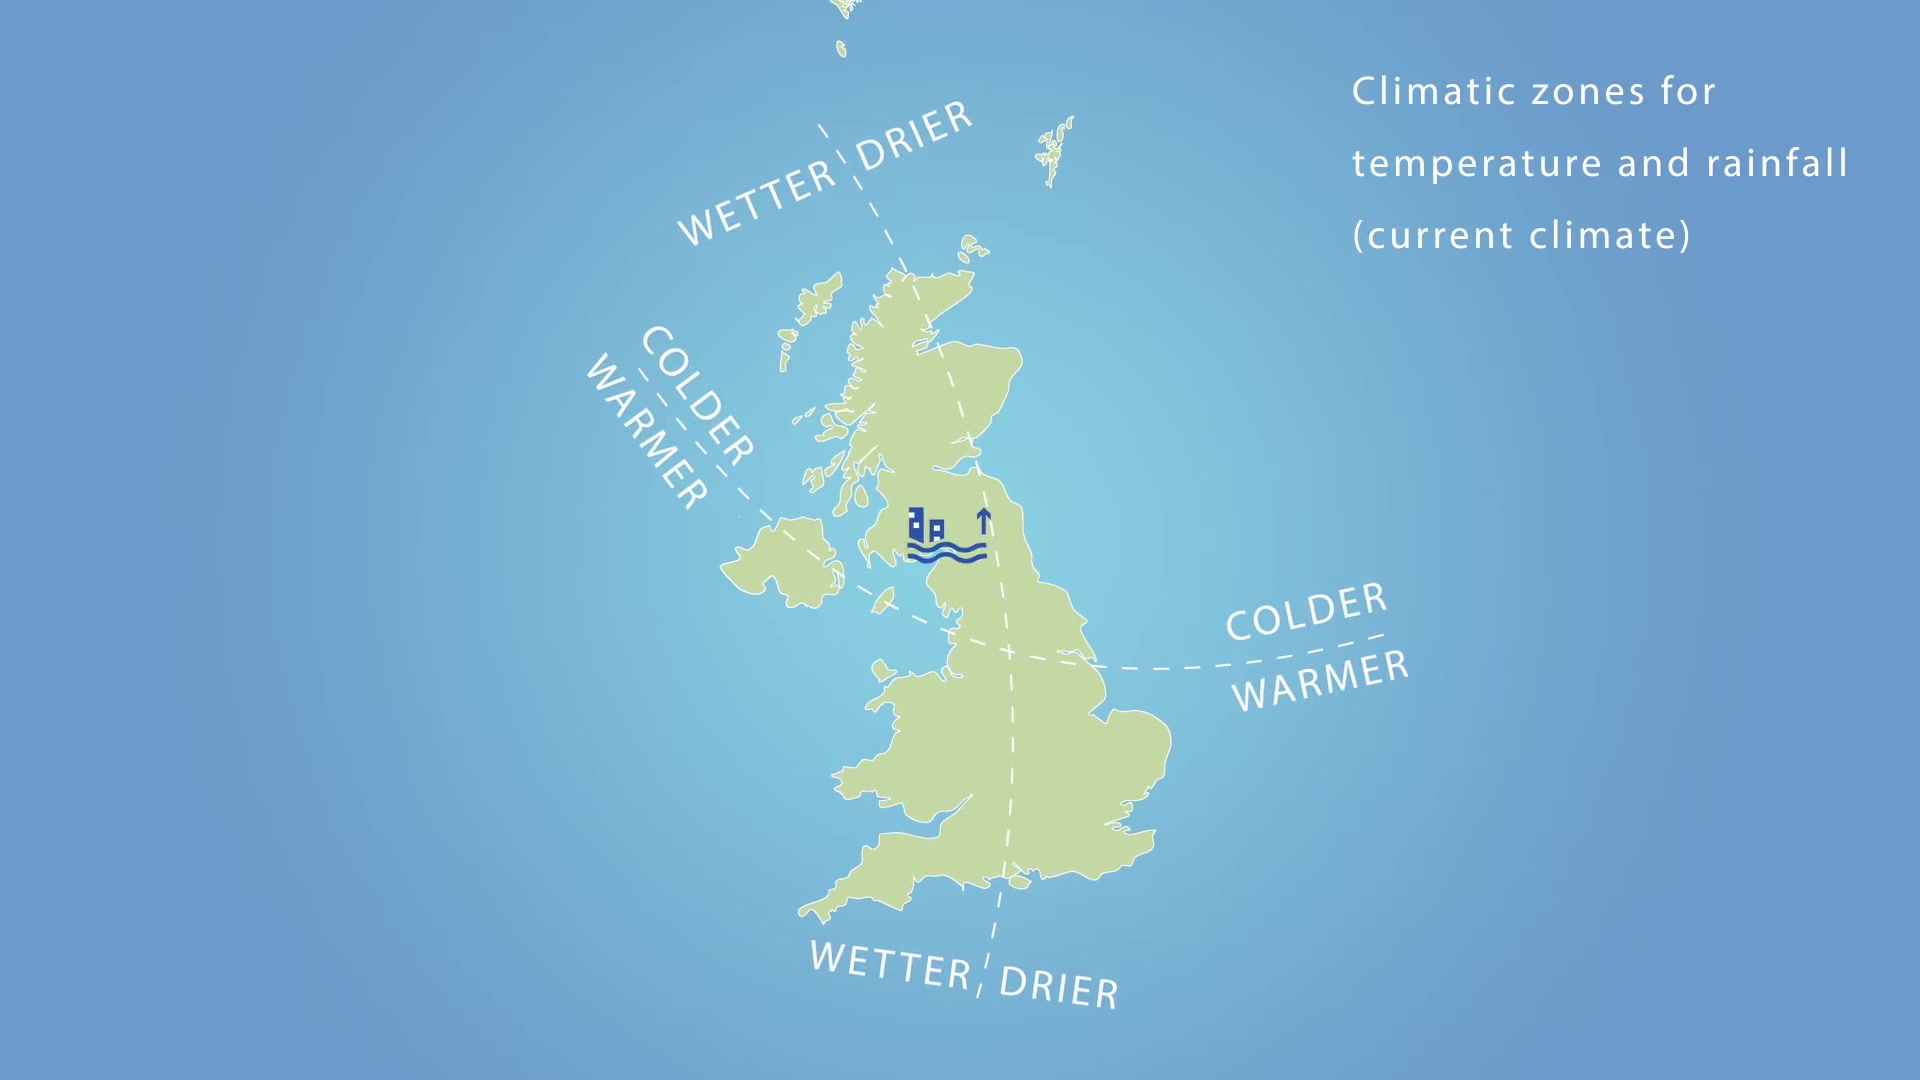 Climatic zones for
temperature and rainfall
(current climate)
WETTER DRIER
COLDER
WARMER
COLDER
WARMER
WETTER DRIER